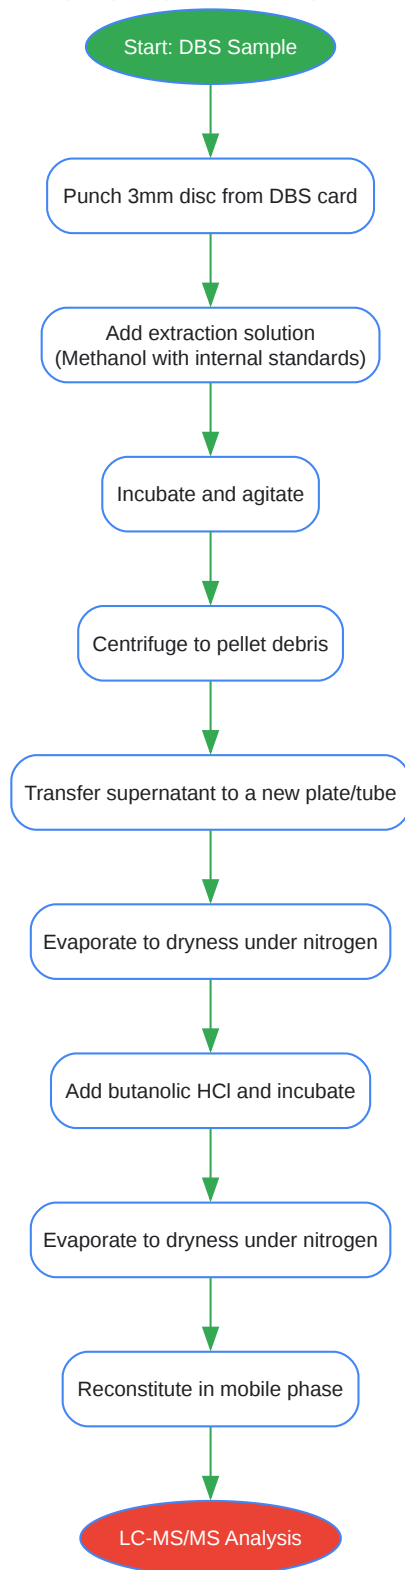 Start: DBS Sample
Punch 3mm disc from DBS card
Add extraction solution
(Methanol with internal standards)
Incubate and agitate
Centrifuge to pellet debris
Transfer supernatant to a new plate/tube
Evaporate to dryness under nitrogen
Add butanolic HCl and incubate
Evaporate to dryness under nitrogen
Reconstitute in mobile phase
LC-MS/MS Analysis